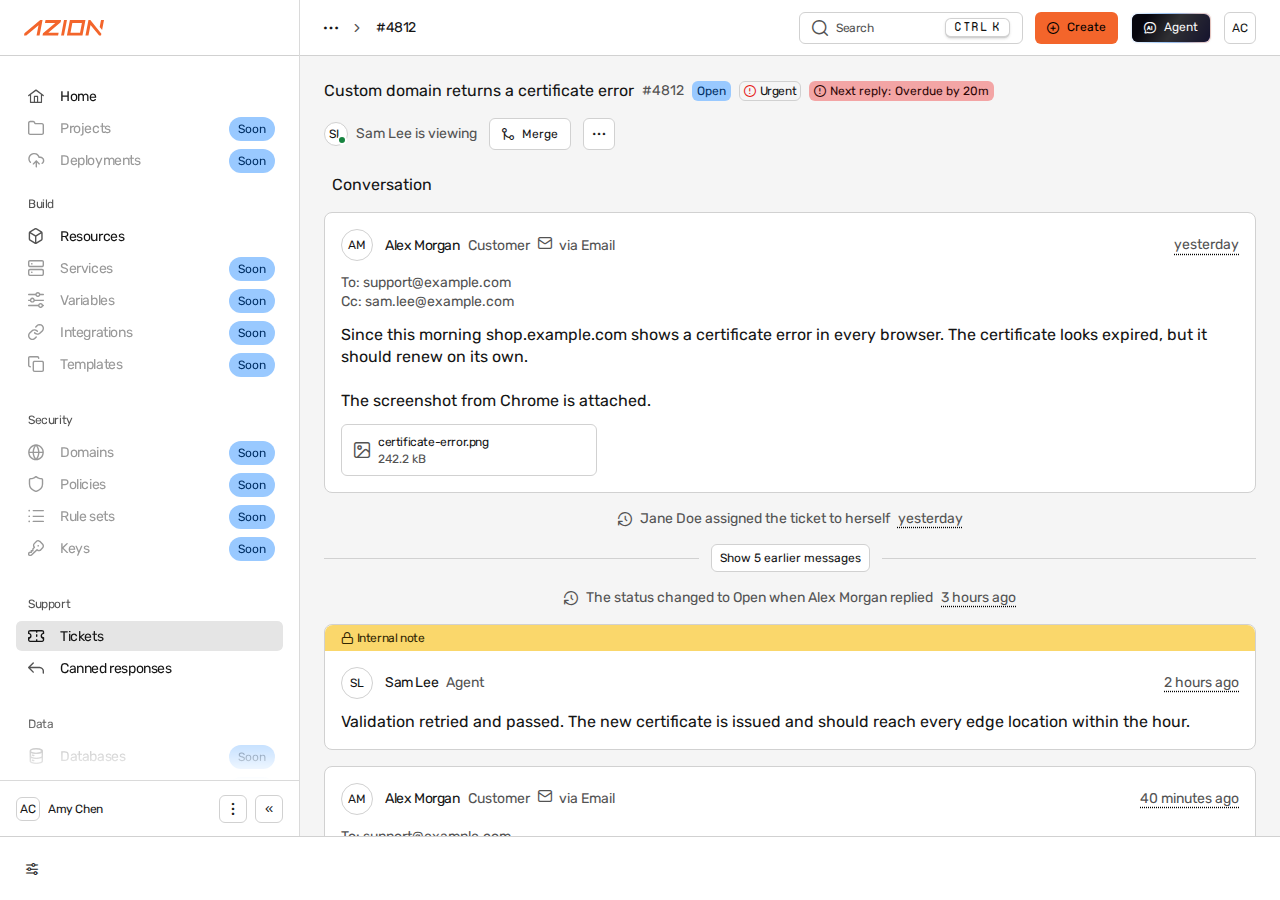 AZION
#4812
Search
CTRL K
Create
Agent
AC
Home
Projects
Soon
Deployments
Soon
Build
Resources
Services
Soon
Variables
Soon
Integrations
Soon
Templates
Soon
Security
Domains
Soon
Policies
Soon
Rule sets
Soon
Keys
Soon
Support
Tickets
Canned responses
Data
Databases
Soon
AC
Amy Chen
Custom domain returns a certificate error #4812 Open Urgent Next reply: Overdue by 20m
Sam Lee is viewing
Merge
Conversation
AM
Alex Morgan Customer via Email
yesterday
To: support@example.com
Cc: sam.lee@example.com
Since this morning shop.example.com shows a certificate error in every browser. The certificate looks expired, but it
should renew on its own.
The screenshot from Chrome is attached.
certificate-error.png
242.2 kB
Jane Doe assigned the ticket to herself yesterday
Show 5 earlier messages
The status changed to Open when Alex Morgan replied 3 hours ago
Internal note
SL
Sam Lee Agent
2 hours ago
Validation retried and passed. The new certificate is issued and should reach every edge location within the hour.
AM
Alex Morgan Customer via Email
40 minutes ago
To: support@example.com